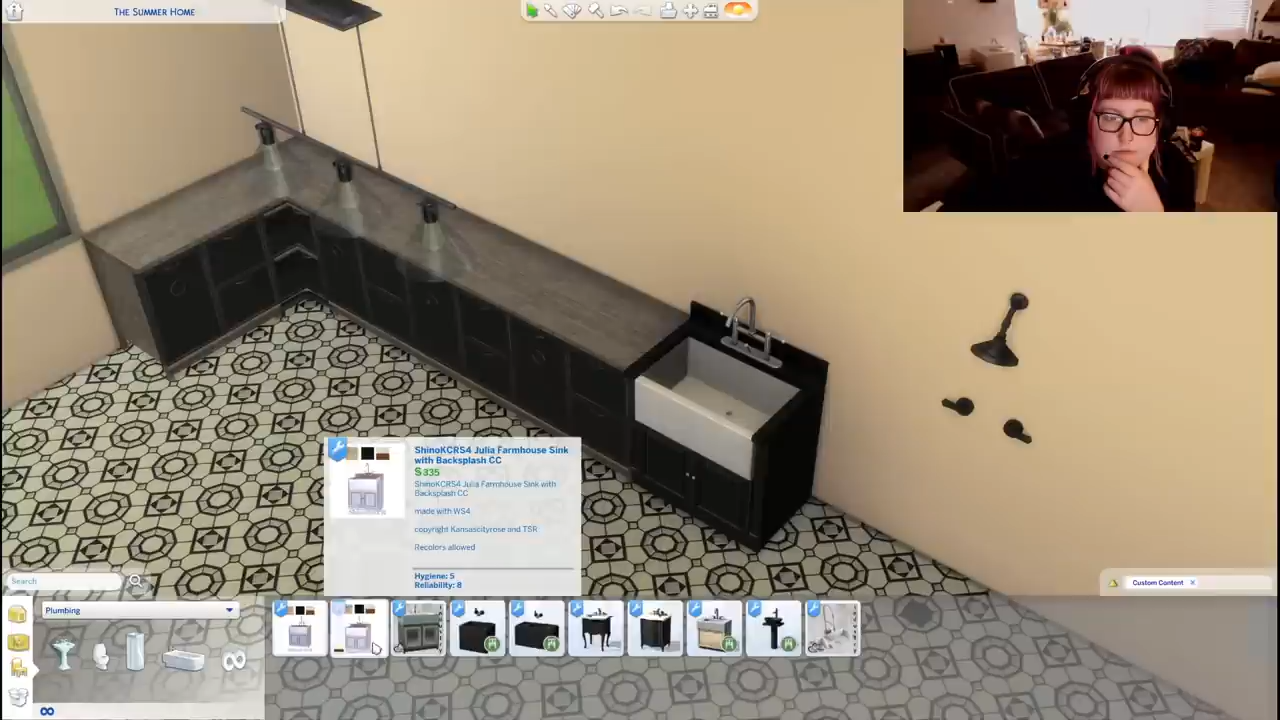 The Summer Home
ShinoKCRS4 Julia Farmhouse Sink
with Backsplash CC
$335
ShinoKCRS4 Julia Farmhouse Sink with
Backsplash CC
made with WS4
copyright Kansascityrose and TSR
Recolors allowed
Hygiene: 5
Reliability: 8
Search
Custom Content ×
Plumbing